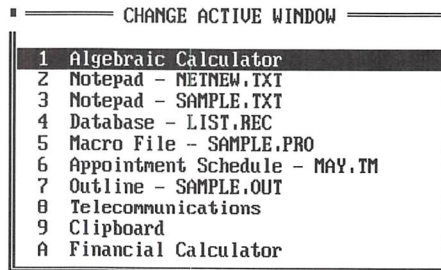 CHANGE ACTIVE WINDOW
1 Algebraic Calculator
2 Notepad - NETNEW.TXT
3 Notepad - SAMPLE.TXT
4 Database - LIST.REC
5 Macro File - SAMPLE.PRO
6 Appointment Schedule - MAY.TM
7 Outline - SAMPLE.OUT
8 Telecommunications
9 Clipboard
A Financial Calculator